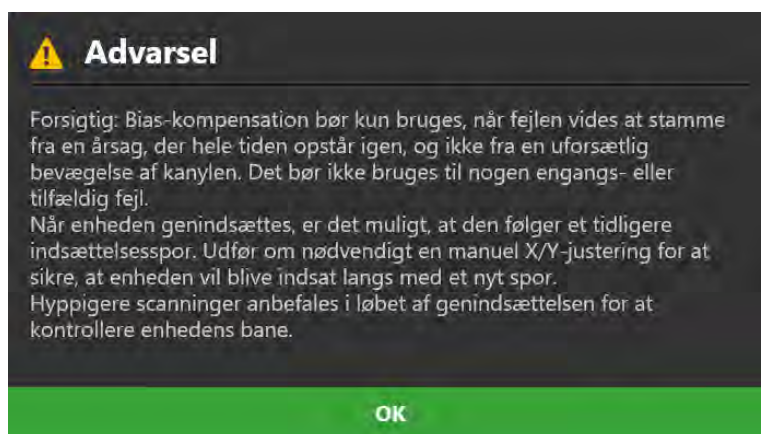 Advarsel
Forsigtig: Bias-kompensation bør kun bruges, når fejlen vides at stamme
fra en årsag, der hele tiden opstår igen, og ikke fra en uforsætlig
bevægelse af kanylen. Det bør ikke bruges til nogen engangs- eller
tilfældig fejl.
Når enheden genindsættes, er det muligt, at den følger et tidligere
indsættelsesspor. Udfør om nødvendigt en manuel X/Y-justering for at
sikre, at enheden vil blive indsat langs med et nyt spor.
Hyppigere scanninger anbefales i løbet af genindsættelsen for at
kontrollere enhedens bane.
OK